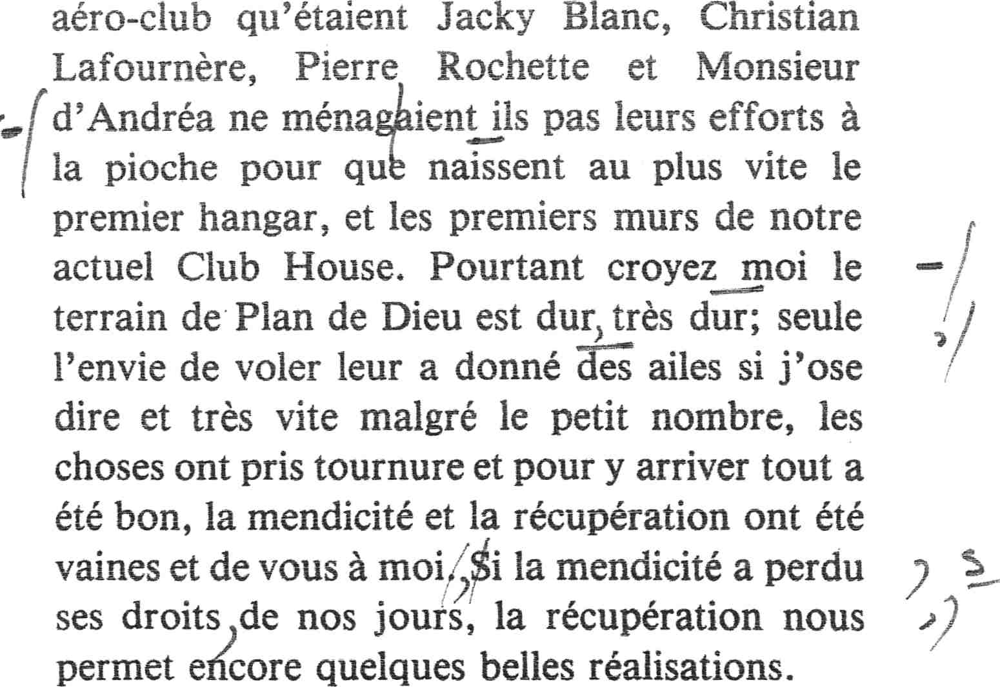 aéro-club qu'étaient Jacky Blanc, Christian
Lafournère, Pierre Rochette et Monsieur
d'Andréa ne ménagaient ils pas leurs efforts à
la pioche pour que naissent au plus vite le
premier hangar, et les premiers murs de notre
actuel Club House. Pourtant croyez moi le
terrain de Plan de Dieu est dur, très dur; seule
l'envie de voler leur a donné des ailes si j'ose
dire et très vite malgré le petit nombre, les
choses ont pris tournure et pour y arriver tout a
été bon, la mendicité et la récupération ont été
vaines et de vous à moi., Si la mendicité a perdu
ses droits, de nos jours, la récupération nous
permet encore quelques belles réalisations.
-/
-/
,/
, s
,/